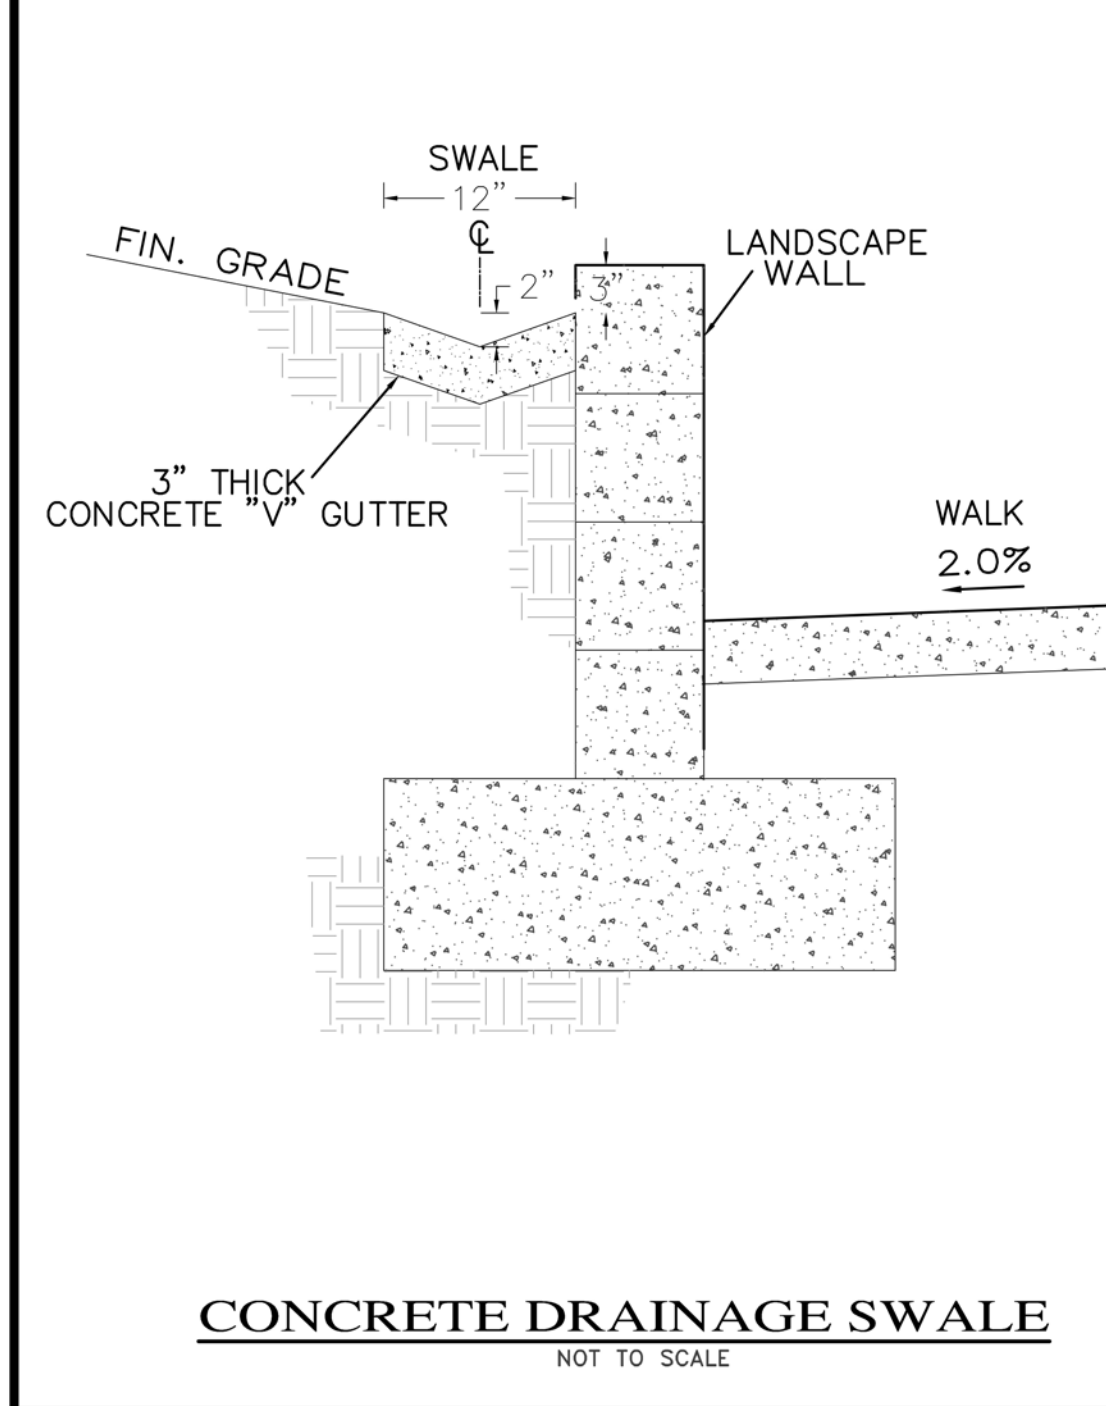 SWALE
12”
℄
FIN. GRADE
2”
3”
LANDSCAPE
WALL
3” THICK
CONCRETE ”V” GUTTER
WALK
2.0%
CONCRETE DRAINAGE SWALE
NOT TO SCALE